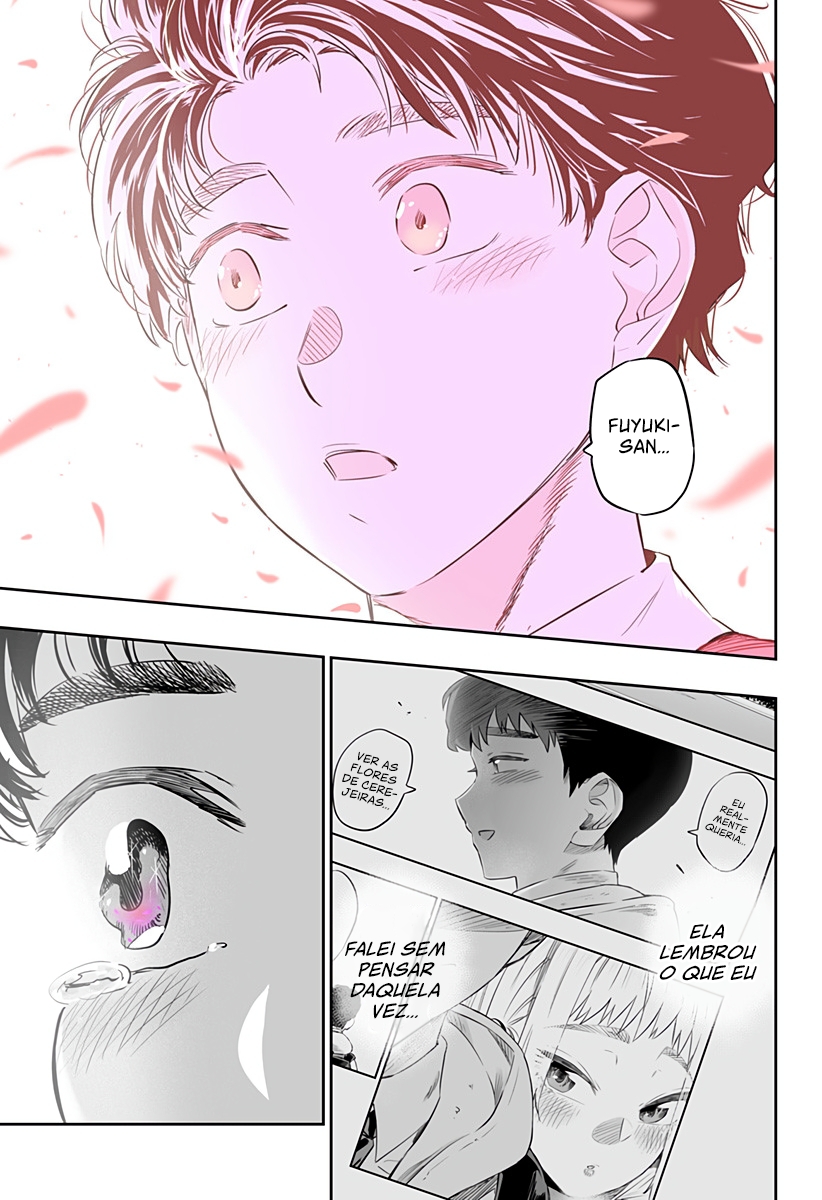 FUYUKI-
SAN...
EU
REAL-
MENTE
QUERIA...
VER AS
FLORES
DE CERE-
JEIRAS...
ELA
LEMBROU
O QUE EU
FALEI SEM
PENSAR
DAQUELA
VEZ...